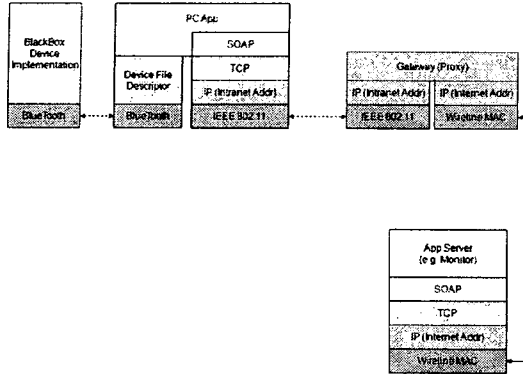 BlackBox
Device
Implementation
BlueTooth
PC App
SOAP
TCP
IP (Intranet Addr)
IEEE 802.11
Device File
Descriptor
BlueTooth
Gateway (Proxy)
IP (Intranet Addr)
IP (Internet Addr)
IEEE 802.11
Wireline MAC
App Server
(e.g. Monitor)
SOAP
TCP
IP (Internet Addr)
Wireline MAC